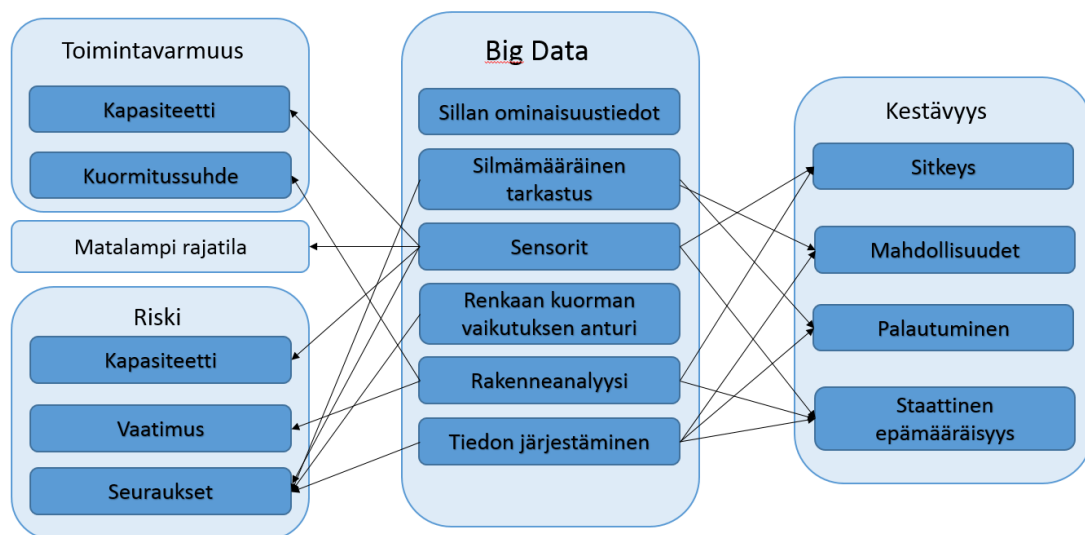 Toimintavarmuus
Kapasiteetti
Kuormitussuhde
Matalampi rajatila
Riski
Kapasiteetti
Vaatimus
Seuraukset
Big Data
Sillan ominaisuustiedot
Silmämääräinen
tarkastus
Sensorit
Renkaan kuorman
vaikutuksen anturi
Rakenneanalyysi
Tiedon järjestäminen
Kestävyys
Sitkeys
Mahdollisuudet
Palautuminen
Staattinen
epämääräisyys